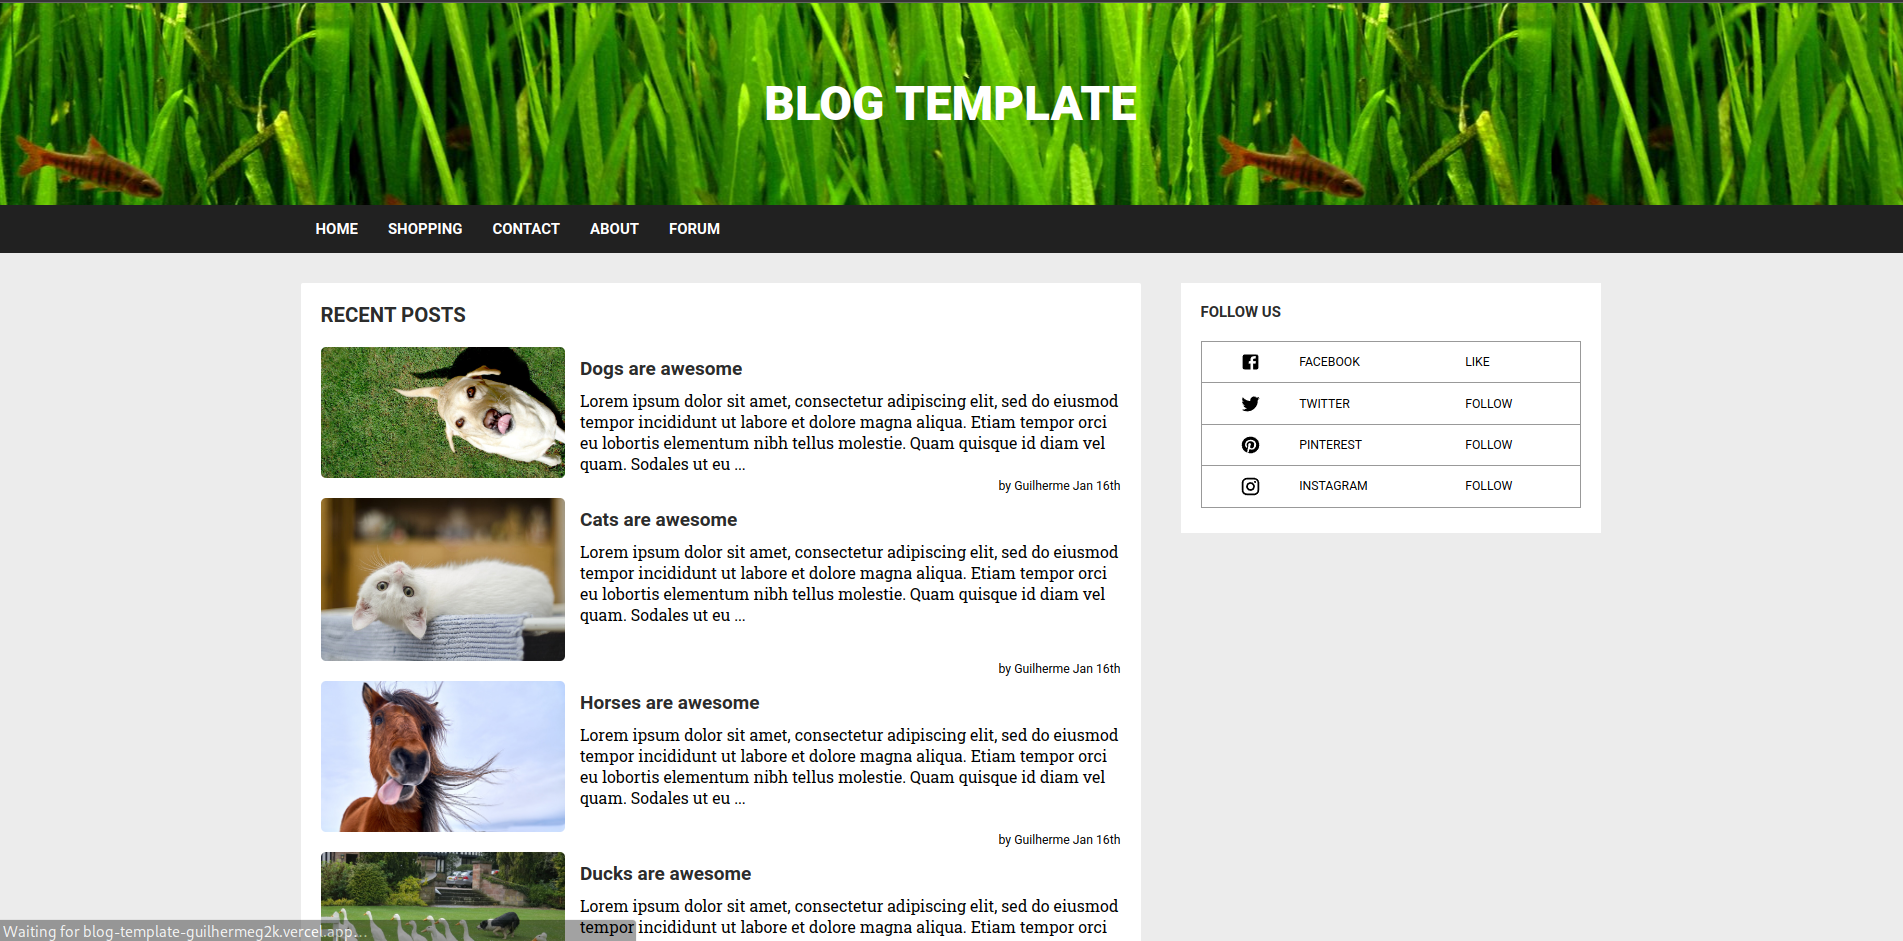 BLOG TEMPLATE
HOME SHOPPING CONTACT ABOUT FORUM
RECENT POSTS
Dogs are awesome
Lorem ipsum dolor sit amet, consectetur adipiscing elit, sed do eiusmod
tempor incididunt ut labore et dolore magna aliqua. Etiam tempor orci
eu lobortis elementum nibh tellus molestie. Quam quisque id diam vel
quam. Sodales ut eu ...
by Guilherme Jan 16th
Cats are awesome
Lorem ipsum dolor sit amet, consectetur adipiscing elit, sed do eiusmod
tempor incididunt ut labore et dolore magna aliqua. Etiam tempor orci
eu lobortis elementum nibh tellus molestie. Quam quisque id diam vel
quam. Sodales ut eu ...
by Guilherme Jan 16th
Horses are awesome
Lorem ipsum dolor sit amet, consectetur adipiscing elit, sed do eiusmod
tempor incididunt ut labore et dolore magna aliqua. Etiam tempor orci
eu lobortis elementum nibh tellus molestie. Quam quisque id diam vel
quam. Sodales ut eu ...
by Guilherme Jan 16th
Ducks are awesome
Lorem ipsum dolor sit amet, consectetur adipiscing elit, sed do eiusmod
tempor incididunt ut labore et dolore magna aliqua. Etiam tempor orci
FOLLOW US
FACEBOOK LIKE
TWITTER FOLLOW
PINTEREST FOLLOW
INSTAGRAM FOLLOW
Waiting for blog-template-guilhermeg2k.vercel.app...